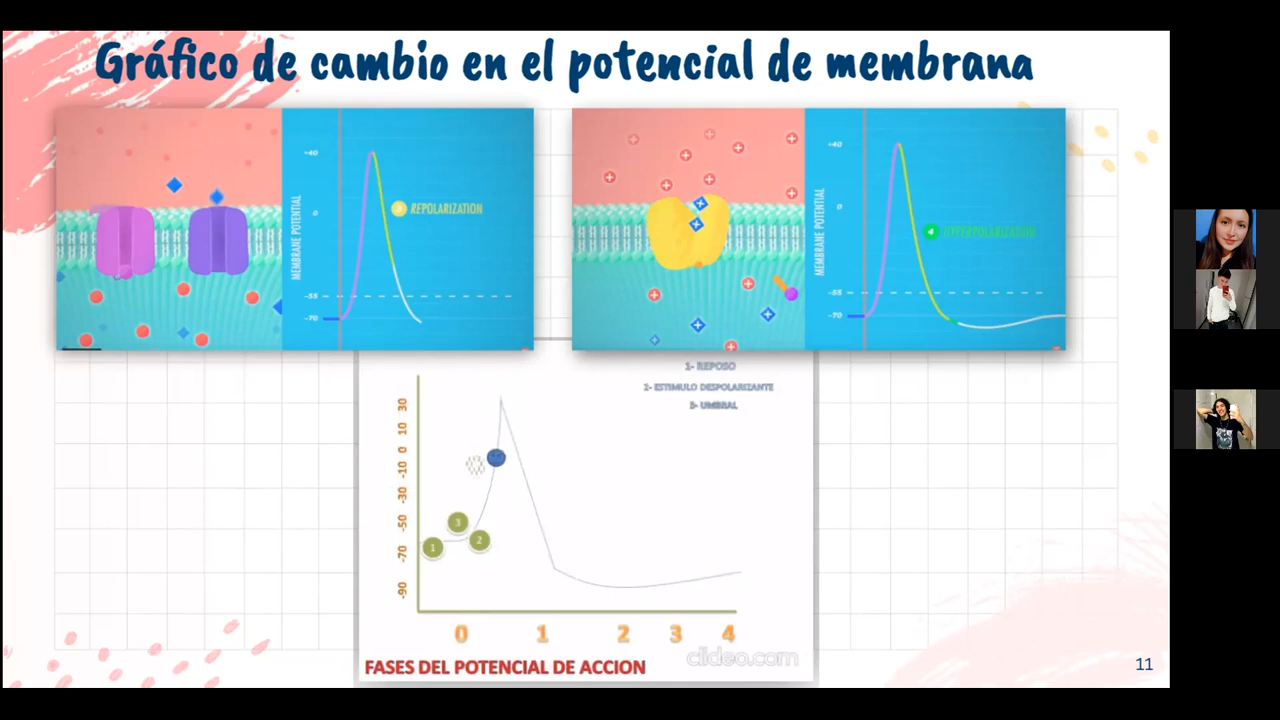 Gráfico de cambio en el potencial de membrana
+40
0
-55
-70
MEMBRANE POTENTIAL
3 REPOLARIZATION
+40
0
-55
-70
MEMBRANE POTENTIAL
4 HYPERPOLARIZATION
1- REPOSO
2- ESTIMULO DESPOLARIZANTE
3- UMBRAL
30
10
0
-10
-30
-50
-70
-90
1
3
2
0 1 2 3 4
FASES DEL POTENCIAL DE ACCION
clideo.com
11